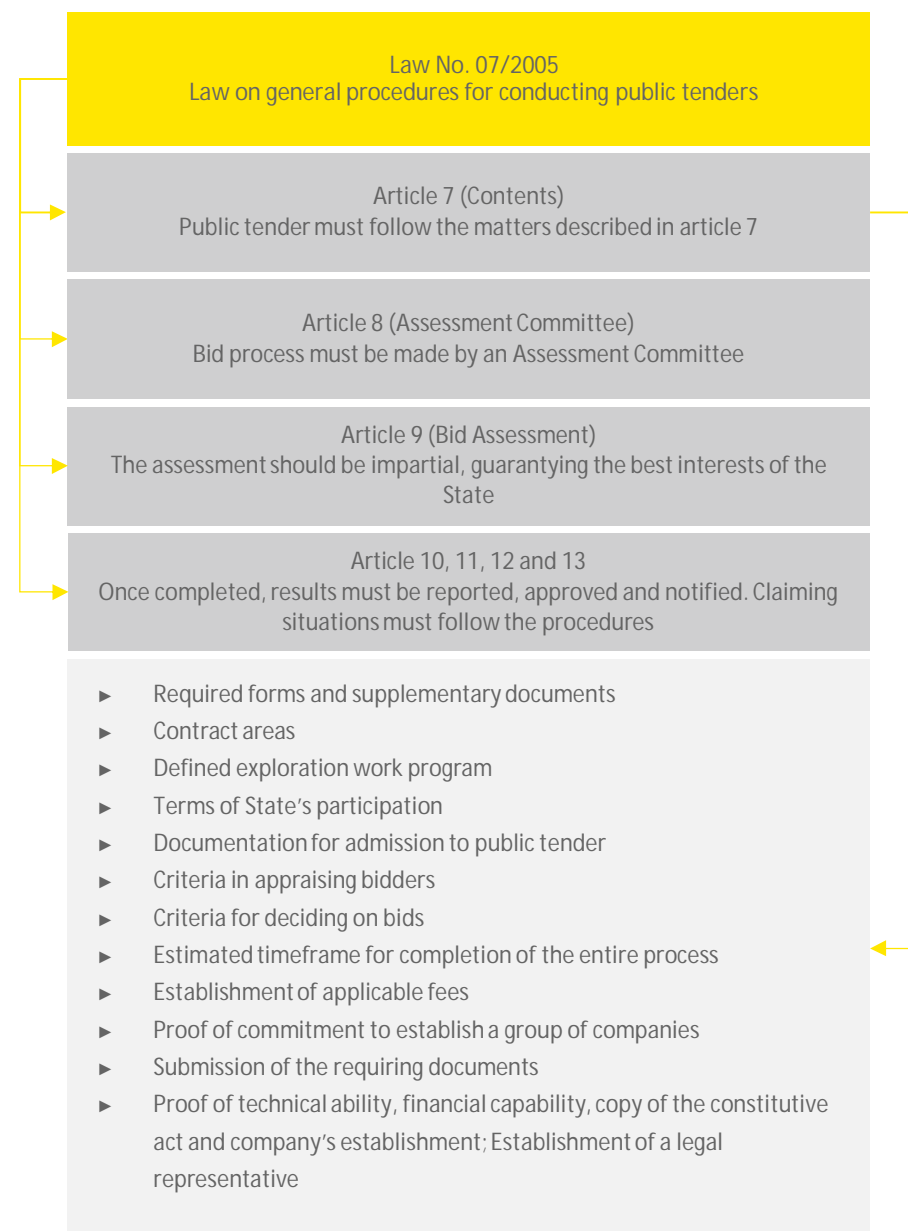 Law No. 07/2005
Law on general procedures for conducting public tenders
Article 7 (Contents)
Public tender must follow the matters described in article 7
Article 8 (Assessment Committee)
Bid process must be made by an Assessment Committee
Article 9 (Bid Assessment)
The assessment should be impartial, guarantying the best interests of the
State
Article 10, 11, 12 and 13
Once completed, results must be reported, approved and notified. Claiming
situations must follow the procedures
► Required forms and supplementary documents
► Contract areas
► Defined exploration work program
► Terms of State's participation
► Documentation for admission to public tender
► Criteria in appraising bidders
► Criteria for deciding on bids
► Estimated timeframe for completion of the entire process
► Establishment of applicable fees
► Proof of commitment to establish a group of companies
► Submission of the requiring documents
► Proof of technical ability, financial capability, copy of the constitutive
act and company's establishment; Establishment of a legal
representative